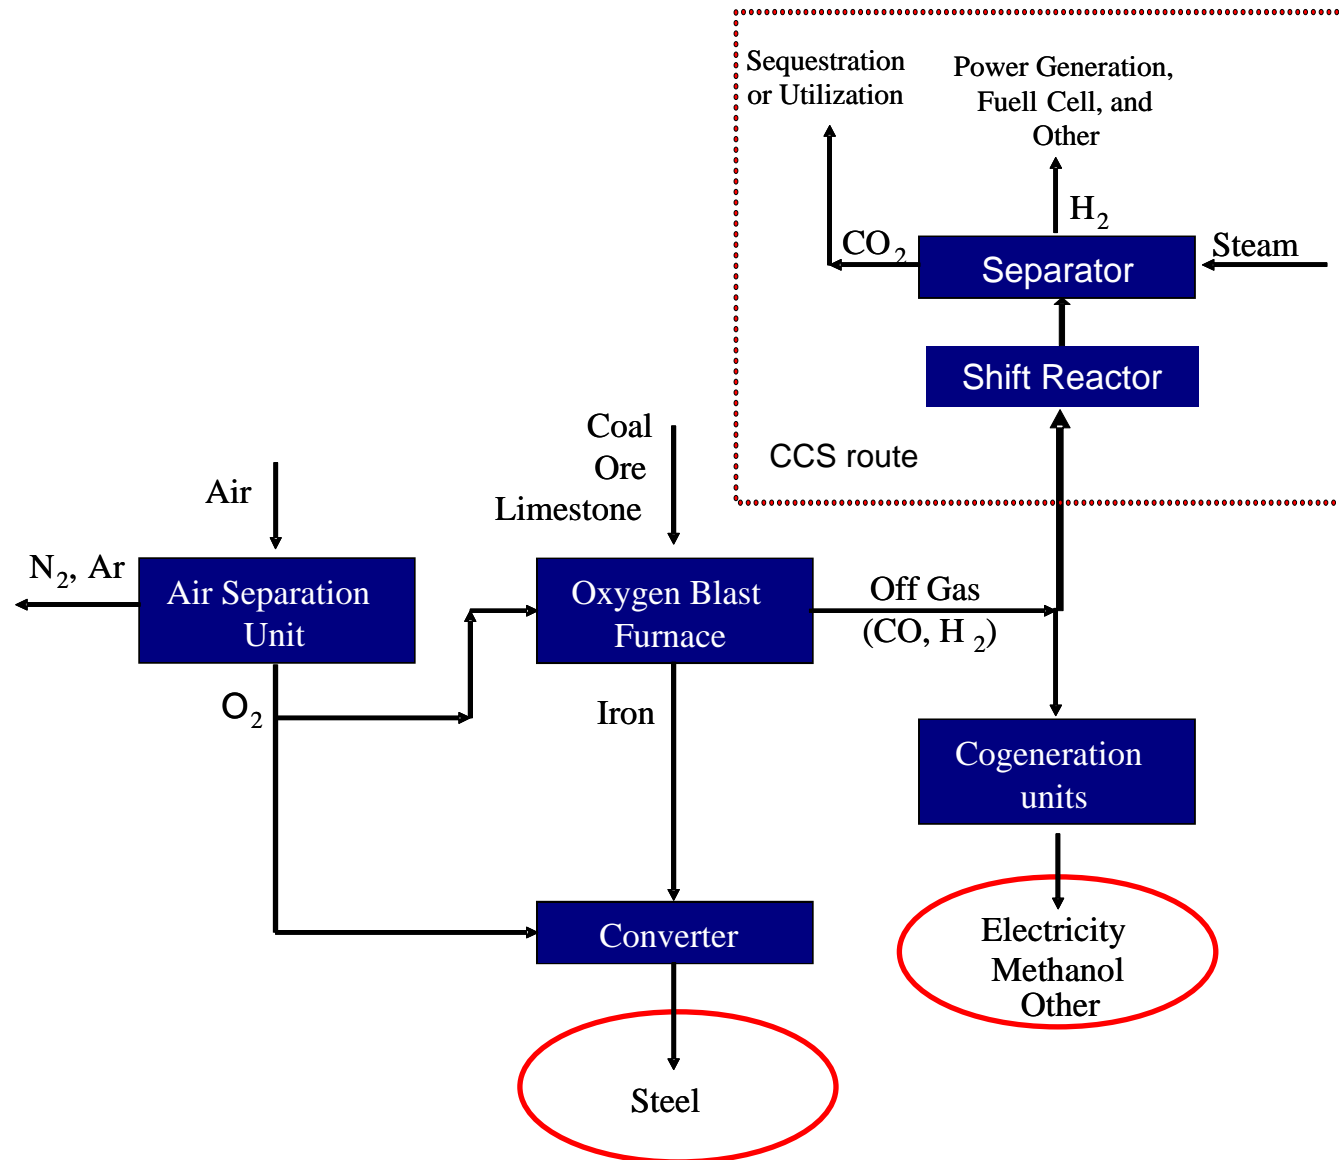 Sequestration
or Utilization
Power Generation,
Fuell Cell, and
Other
H2
CO2
Separator
Steam
Shift Reactor
CCS route
Coal
Ore
Limestone
Air
N2, Ar
Air Separation
Unit
Oxygen Blast
Furnace
Off Gas
(CO, H2)
O2
Iron
Cogeneration
units
Converter
Electricity
Methanol
Other
Steel